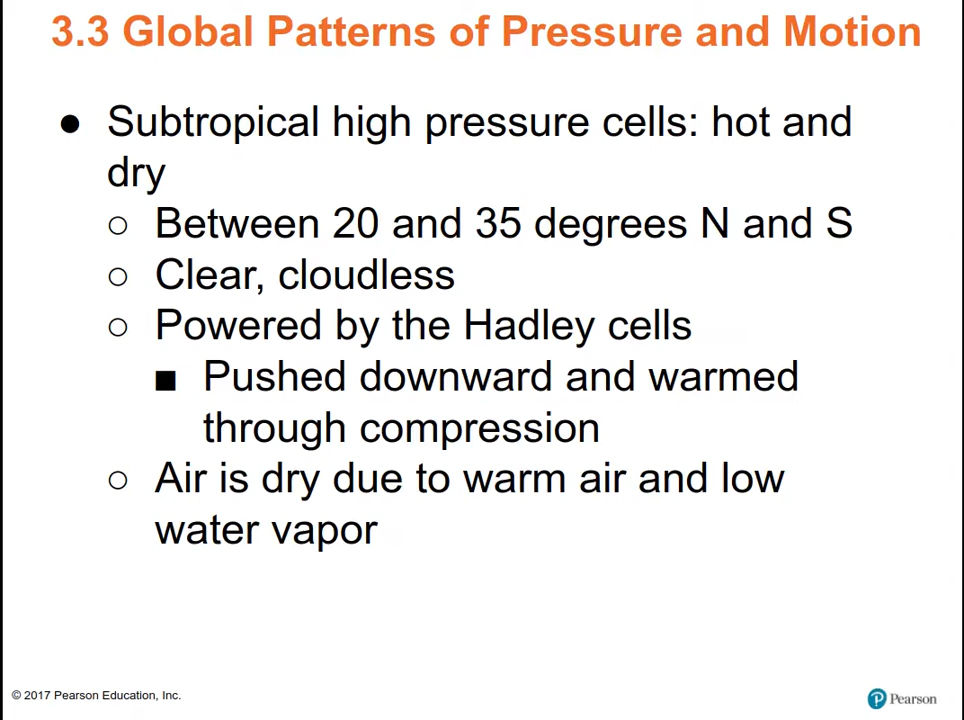 3.3 Global Patterns of Pressure and Motion
● Subtropical high pressure cells: hot and
dry
○ Between 20 and 35 degrees N and S
○ Clear, cloudless
○ Powered by the Hadley cells
■ Pushed downward and warmed
through compression
○ Air is dry due to warm air and low
water vapor
© 2017 Pearson Education, Inc.
P Pearson